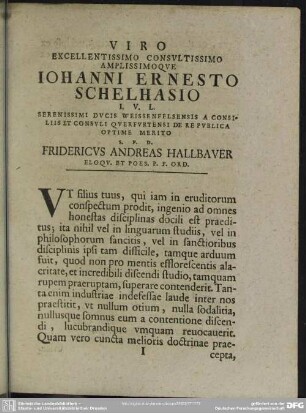 VIRO
EXCELLENTISSIMO CONSVLTISSIMO
AMPLISSIMOQVE
IOHANNI ERNESTO
SCHELHASIO
I. V. L.
SERENISSIMI DVCIS WEISSENFELSENSIS A CONSI-
LIIS ET CONSVLI QVERFVRTENSI DE REPVBLICA
OPTIME MERITO
S. P. D.
FRIDERICVS ANDREAS HALLBAVER
ELOQV. ET POES. P. P. ORD.
VT filius tuus, qui iam in eruditorum
conspectum prodit, ingenio ad omnes
honestas disciplinas docili est praedi-
tus; ita nihil vel in linguarum studiis, vel in
philosophorum sancitis, vel in sanctioribus
disciplinis ipsi tam difficile, tamque arduum
fuit, quod non pro mentis efflorescentis ala-
critate, et incredibili discendi studio, tamquam
rupem praeruptam, superare contenderit. Tan-
ta enim industriae indefessae laude inter nos
praestitit, vt nullum otium, nulla sodalitia,
nullusque somnus eum a contentione discen-
di, lucubrandique vmquam reuocauerit.
Quam vero cuncta melioris doctrinae prae-
I
cepta,